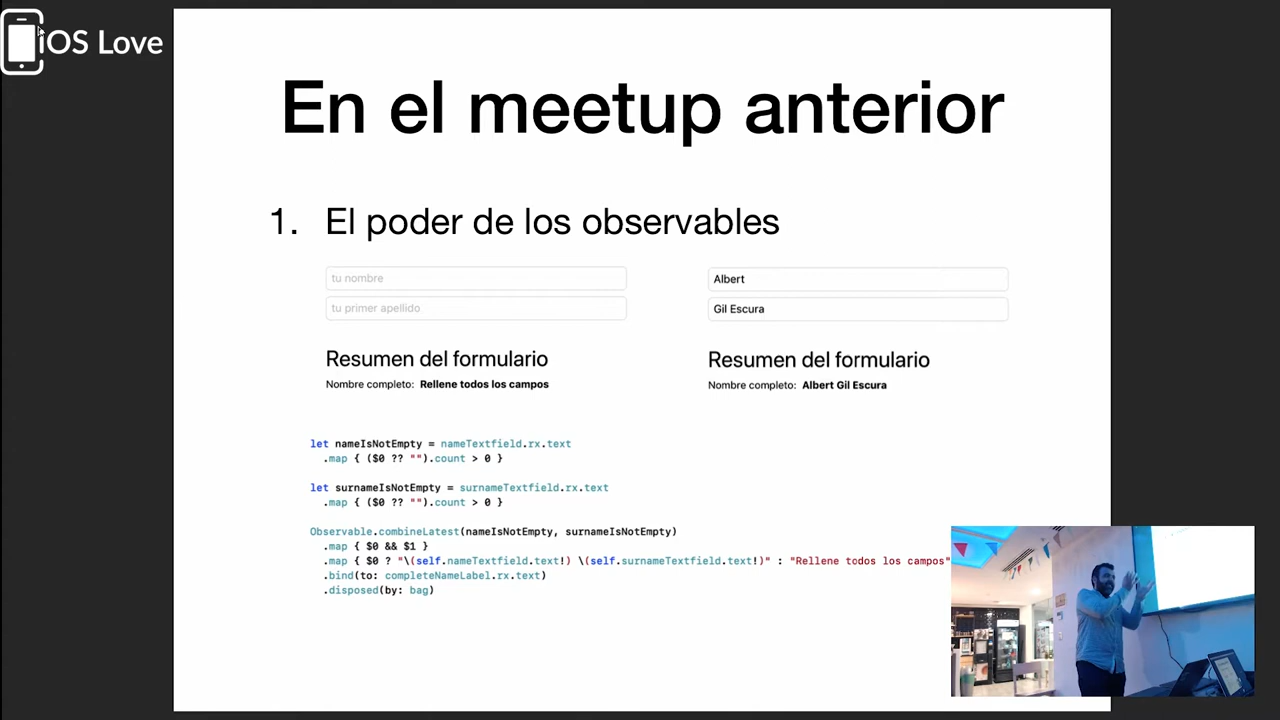 iOS Love
En el meetup anterior
1. El poder de los observables
tu nombre
tu primer apellido
Resumen del formulario
Nombre completo: Rellene todos los campos
Albert
Gil Escura
Resumen del formulario
Nombre completo: Albert Gil Escura
let nameIsNotEmpty = nameTextfield.rx.text
.map { ($0 ?? "").count > 0 }
let surnameIsNotEmpty = surnameTextfield.rx.text
.map { ($0 ?? "").count > 0 }
Observable.combineLatest(nameIsNotEmpty, surnameIsNotEmpty)
.map { $0 && $1 }
.map { $0 ? "\(self.nameTextfield.text!) \(self.surnameTextfield.text!)" : "Rellene todos los campos"
.bind(to: completeNameLabel.rx.text)
.disposed(by: bag)